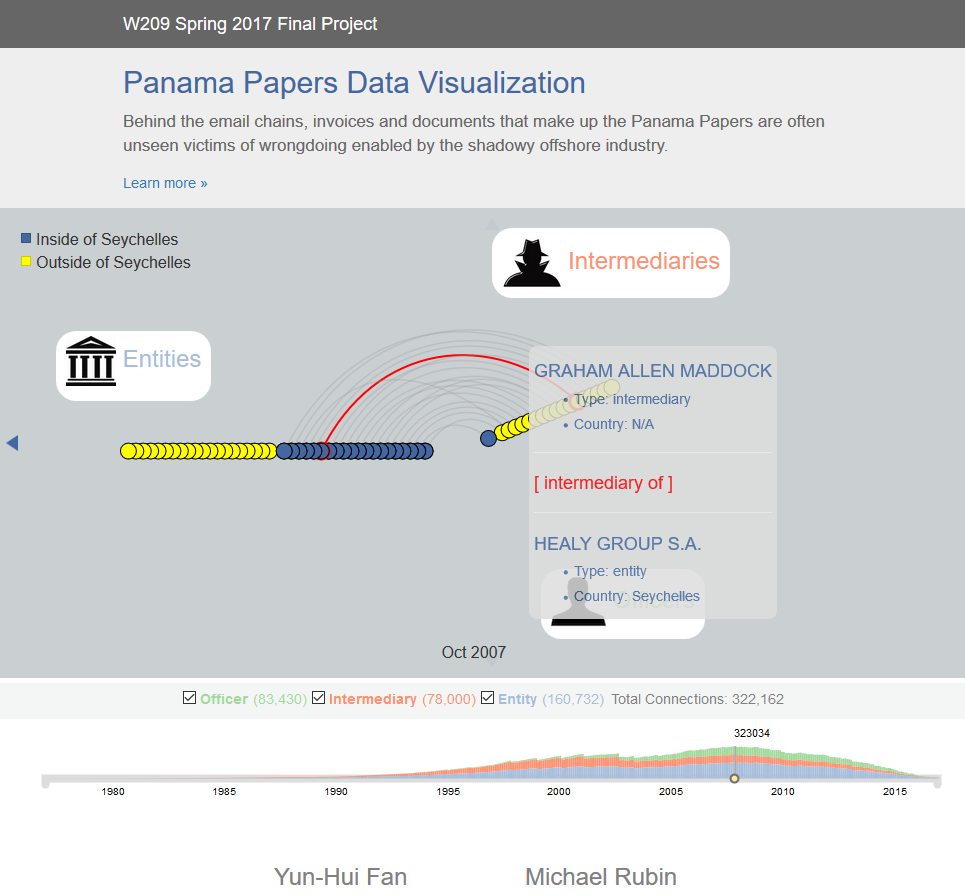 W209 Spring 2017 Final Project
Panama Papers Data Visualization
Behind the email chains, invoices and documents that make up the Panama Papers are often
unseen victims of wrongdoing enabled by the shadowy offshore industry.
Learn more »
Inside of Seychelles
Outside of Seychelles
Intermediaries
Entities
GRAHAM ALLEN MADDOCK
• Type: intermediary
• Country: N/A
[ intermediary of ]
HEALY GROUP S.A.
• Type: entity
• Country: Seychelles
Officers
Oct 2007
Officer (83,430) Intermediary (78,000) Entity (160,732) Total Connections: 322,162
323034
1980 1985 1990 1995 2000 2005 2010 2015
Yun-Hui Fan Michael Rubin